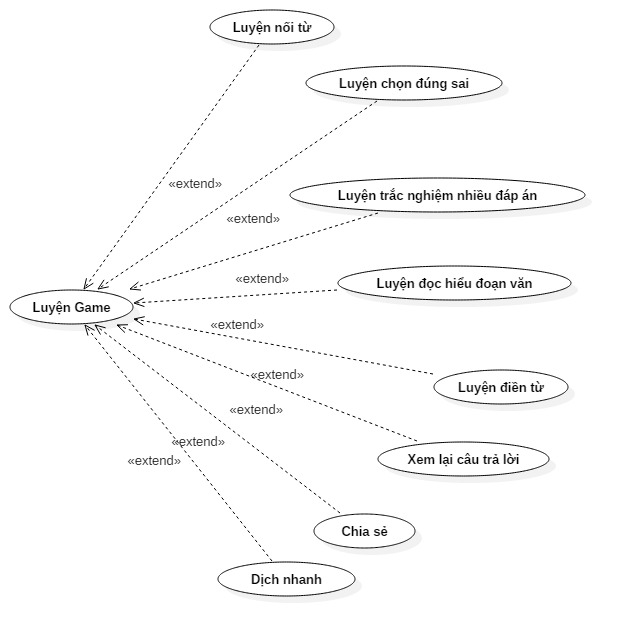 Luyện nối từ
Luyện chọn đúng sai
«extend»
Luyện trắc nghiệm nhiều đáp án
«extend»
«extend»
Luyện đọc hiểu đoạn văn
Luyện Game
«extend»
«extend»
Luyện điền từ
«extend»
«extend»
Xem lại câu trả lời
«extend»
Chia sẻ
Dịch nhanh